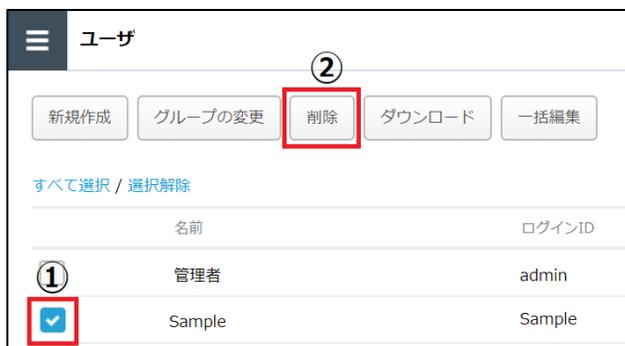 ユーザ
②
新規作成 グループの変更 削除 ダウンロード 一括編集
すべて選択 / 選択解除
名前 ログインID
①
管理者 admin
Sample Sample